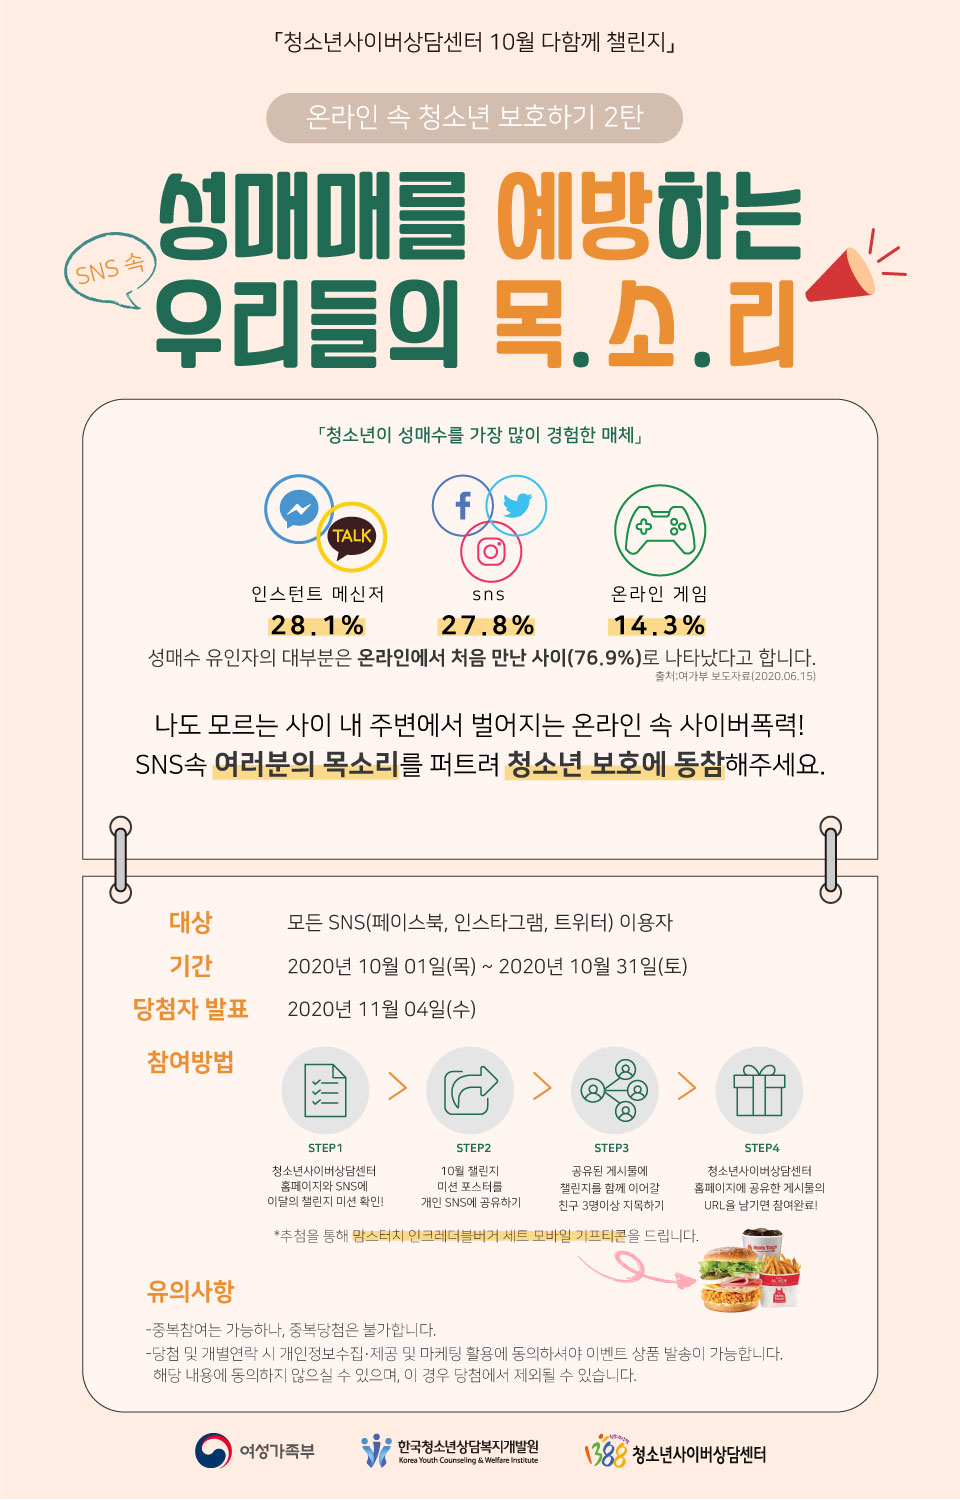 「청소년사이버상담센터 10월 다함께 챌린지」
온라인 속 청소년 보호하기 2탄
성매매를 예방하는
SNS 속
우리들의 목.소.리
「청소년이 성매수를 가장 많이 경험한 매체」
TALK
인스턴트 메신저 sns 온라인 게임
28.1% 27.8% 14.3%
성매수 유인자의 대부분은 온라인에서 처음 만난 사이(76.9%)로 나타났다고 합니다.
출처:여가부 보도자료(2020.06.15)
나도 모르는 사이 내 주변에서 벌어지는 온라인 속 사이버폭력!
SNS속 여러분의 목소리를 퍼트려 청소년 보호에 동참해주세요.
대상 모든 SNS(페이스북, 인스타그램, 트위터) 이용자
기간 2020년 10월 01일(목) ~ 2020년 10월 31일(토)
당첨자 발표 2020년 11월 04일(수)
참여방법
STEP1
청소년사이버상담센터
홈페이지와 SNS에
이달의 챌린지 미션 확인!
STEP2
10월 챌린지
미션 포스터를
개인 SNS에 공유하기
STEP3
공유된 게시물에
챌린지를 함께 이어갈
친구 3명이상 지목하기
STEP4
청소년사이버상담센터
홈페이지에 공유한 게시물의
URL을 남기면 참여완료!
*추첨을 통해 맘스터치 인크레더블버거 세트 모바일 기프티콘을 드립니다.
유의사항
-중복참여는 가능하나, 중복당첨은 불가합니다.
-당첨 및 개별연락 시 개인정보수집·제공 및 마케팅 활용에 동의하셔야 이벤트 상품 발송이 가능합니다.
해당 내용에 동의하지 않으실 수 있으며, 이 경우 당첨에서 제외될 수 있습니다.
여성가족부
한국청소년상담복지개발원
Korea Youth Counseling & Welfare Institute
1388 청소년사이버상담센터